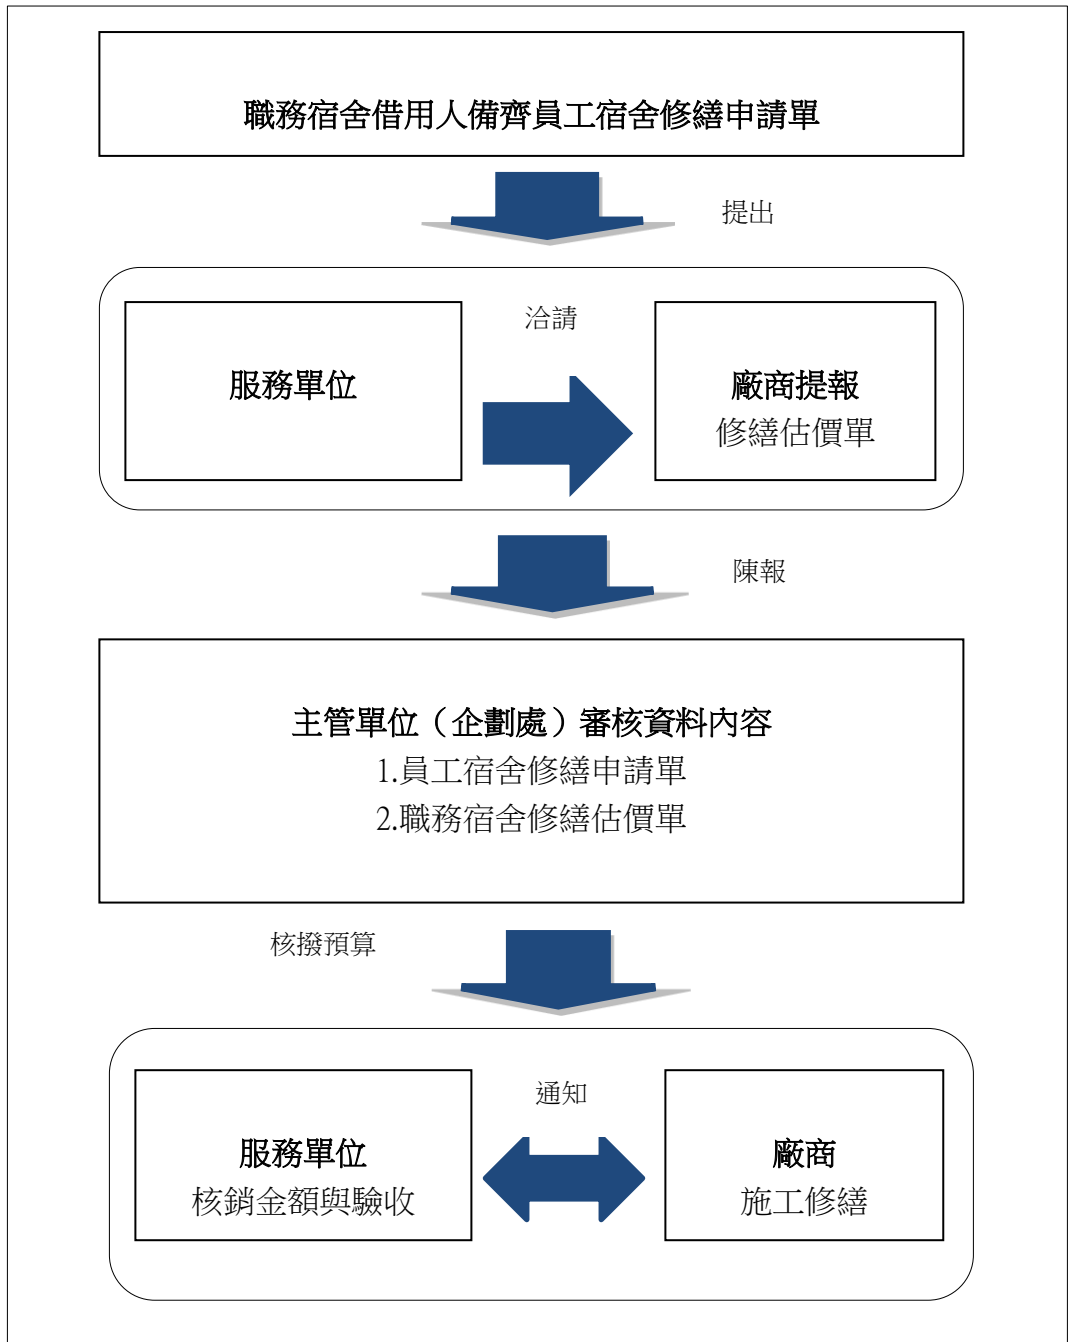 職務宿舍借用人備齊員工宿舍修繕申請單
提出
服務單位
洽請
廠商提報
修繕估價單
陳報
主管單位（企劃處）審核資料內容
1.員工宿舍修繕申請單
2.職務宿舍修繕估價單
核撥預算
服務單位
核銷金額與驗收
通知
廠商
施工修繕